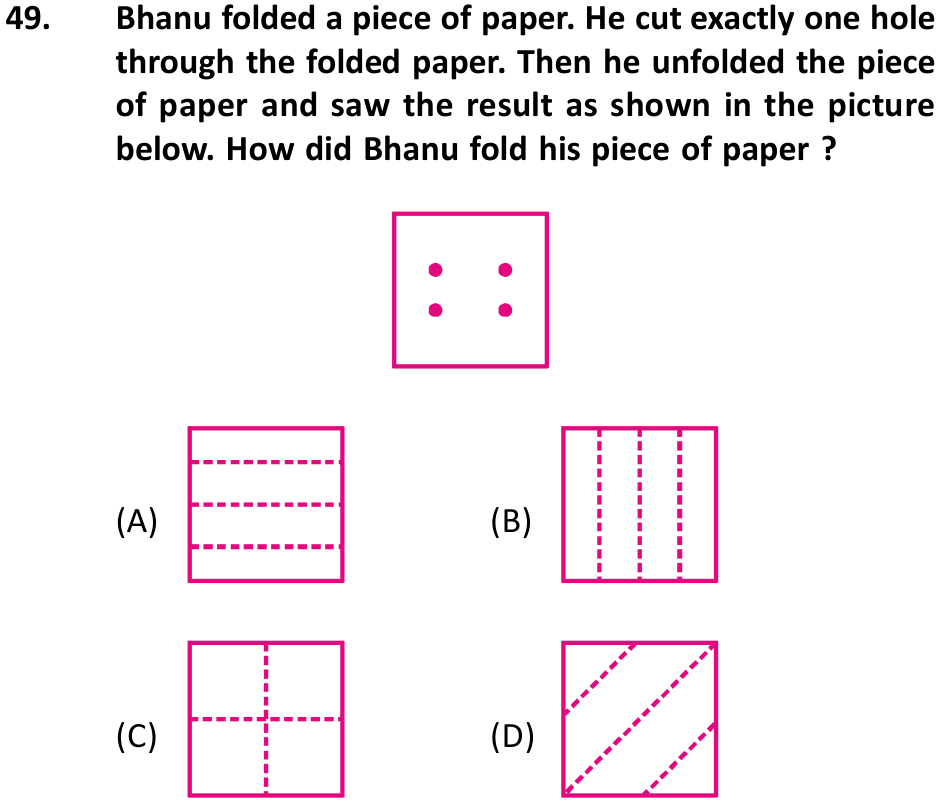 49. Bhanu folded a piece of paper. He cut exactly one hole
through the folded paper. Then he unfolded the piece
of paper and saw the result as shown in the picture
below. How did Bhanu fold his piece of paper ?
(A) (B)
(C) (D)